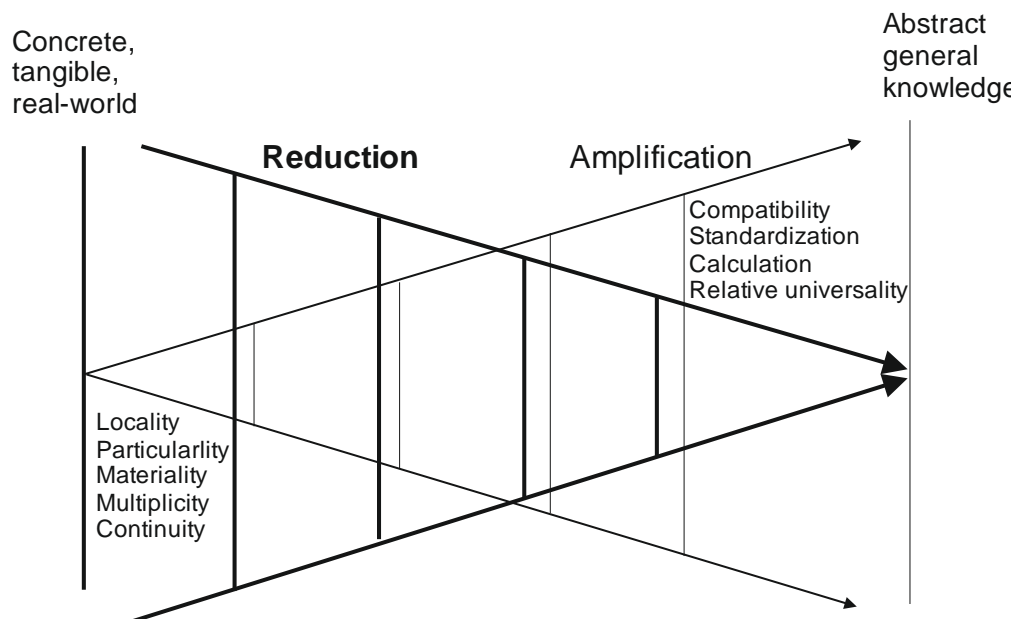 Concrete,
tangible,
real-world
Abstract
general
knowledge
Reduction
Amplification
Compatibility
Standardization
Calculation
Relative universality
Locality
Particularlity
Materiality
Multiplicity
Continuity